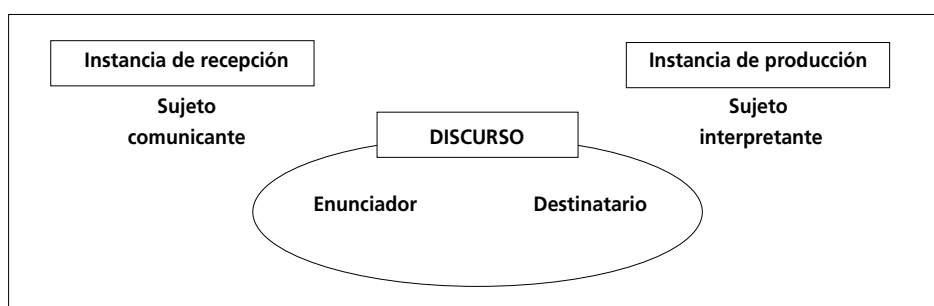 Instancia de recepción
Instancia de producción
Sujeto
comunicante
Sujeto
interpretante
DISCURSO
Enunciador
Destinatario